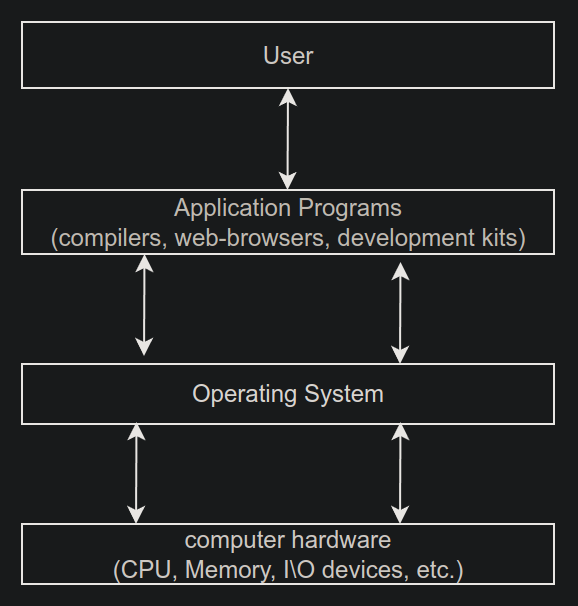 User
Application Programs
(compilers, web-browsers, development kits)
Operating System
computer hardware
(CPU, Memory, I\O devices, etc.)